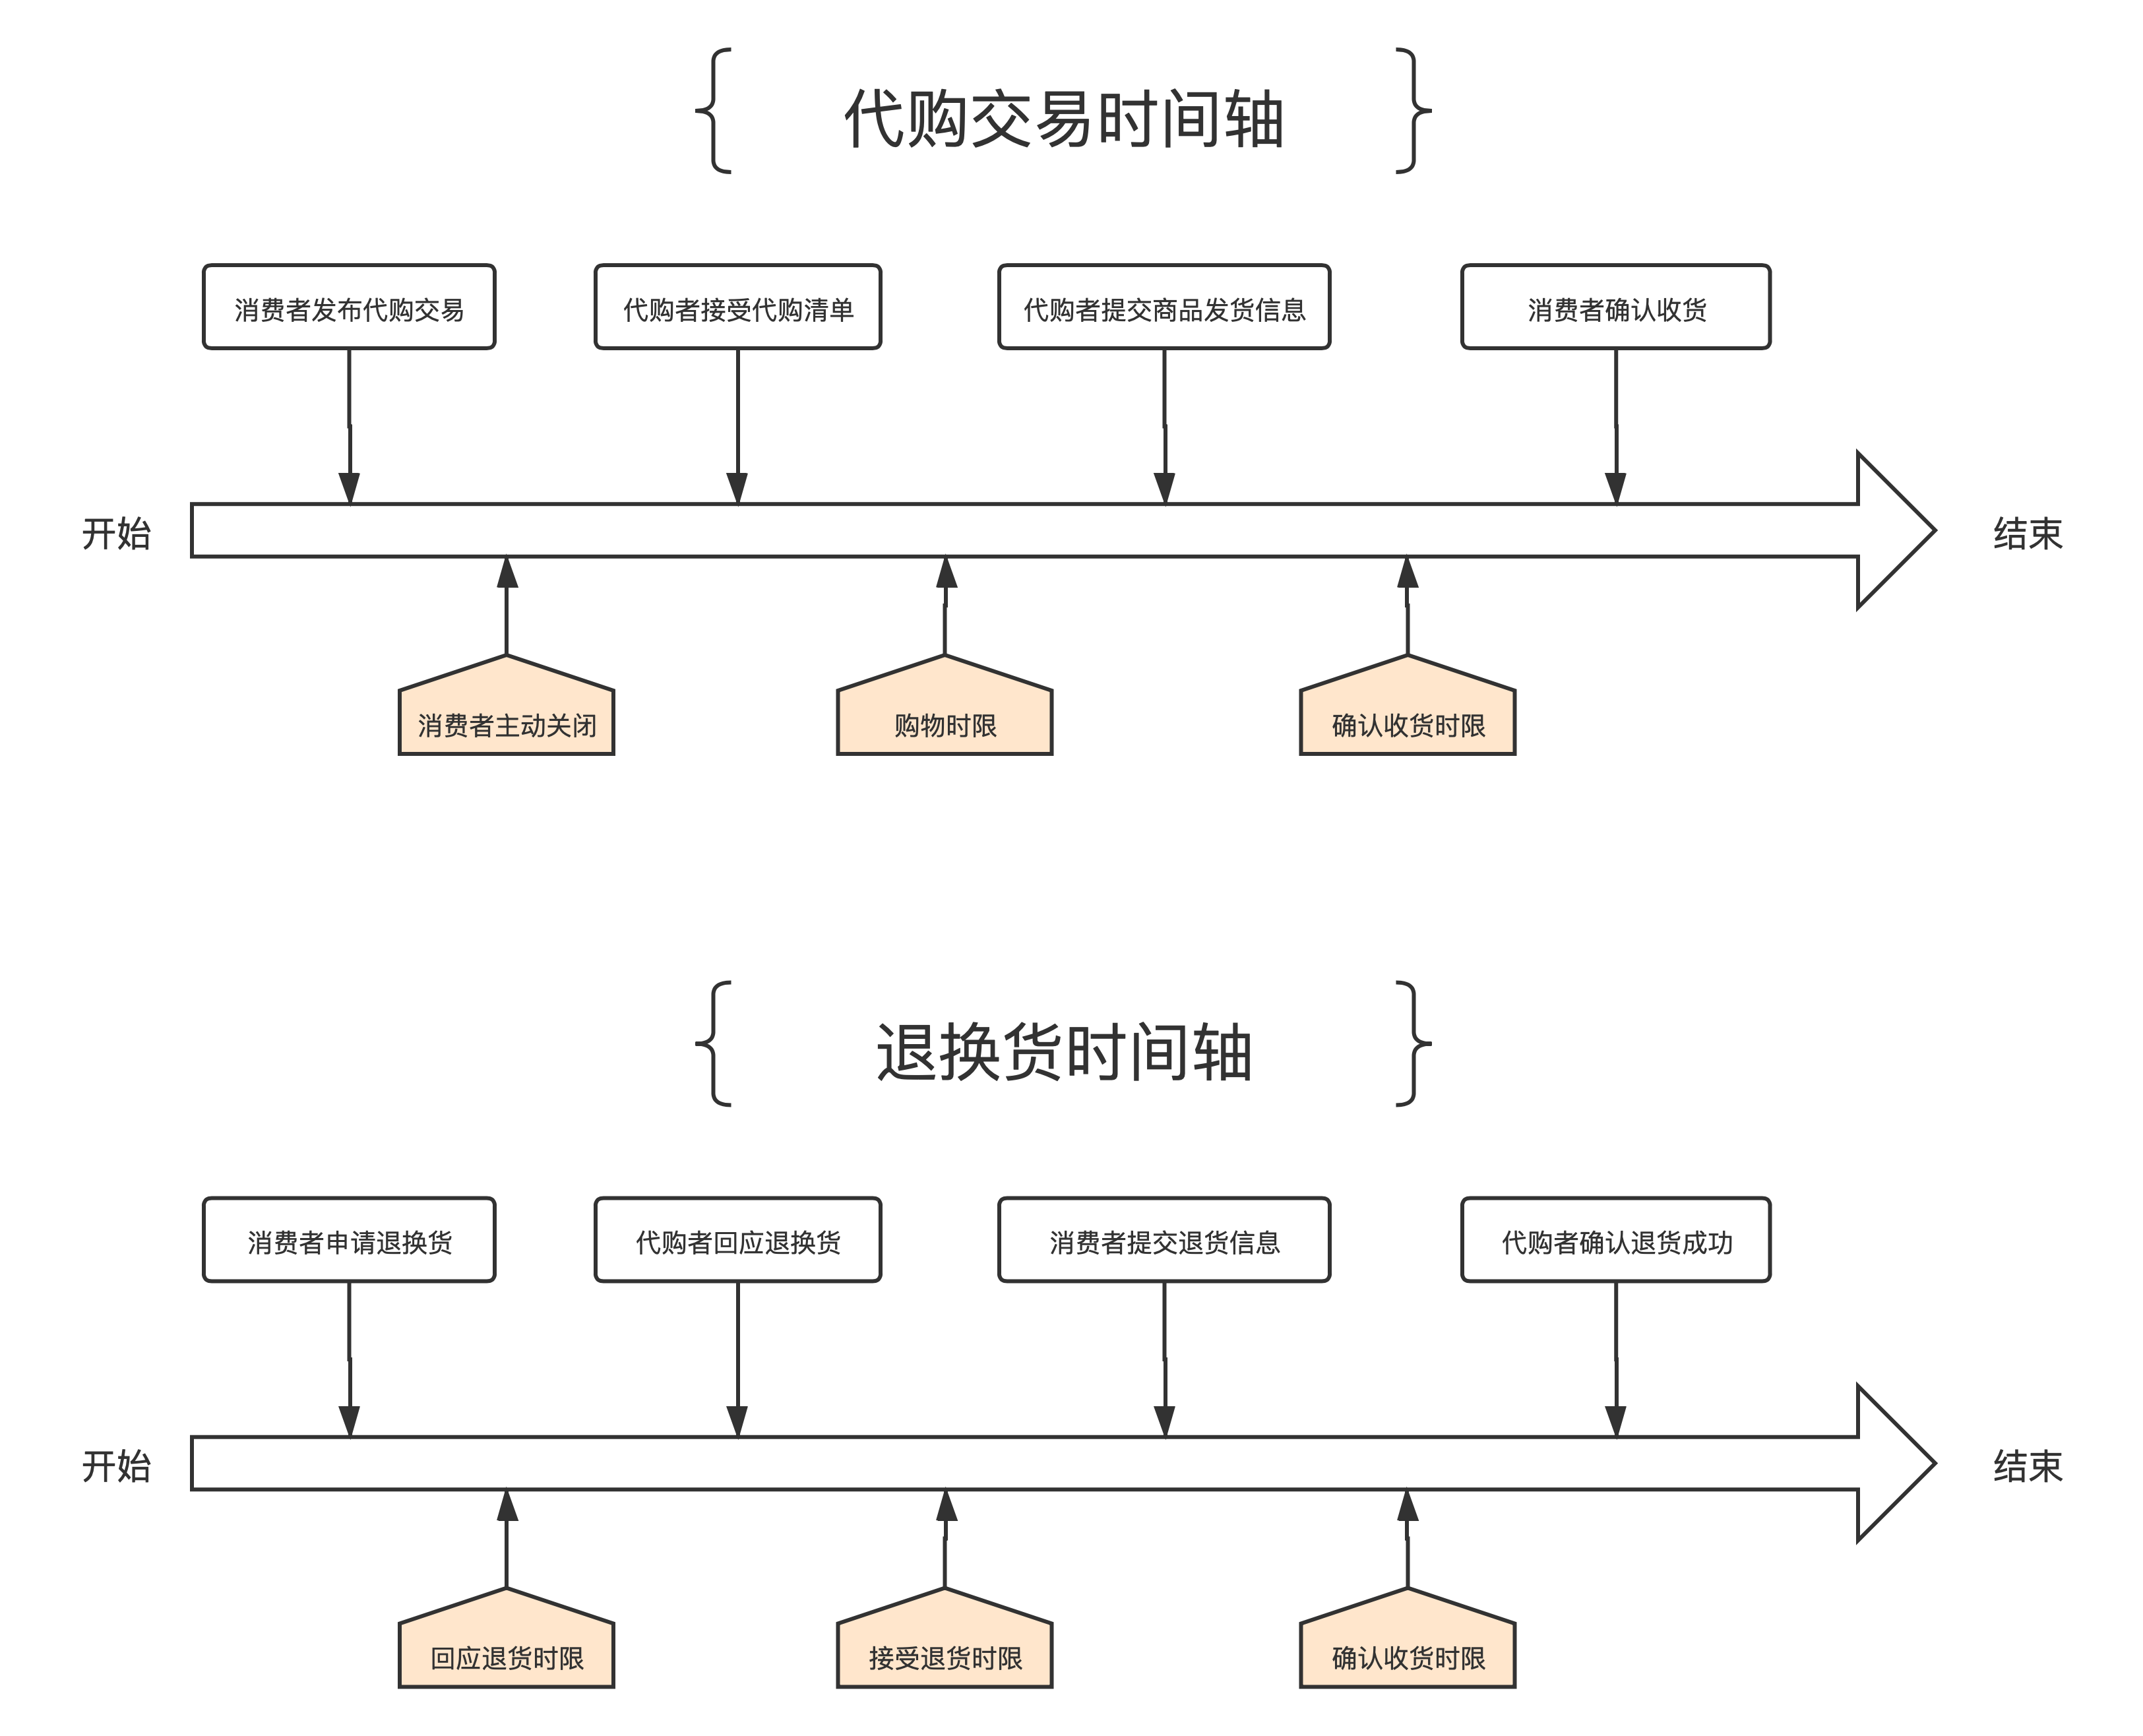 代购交易时间轴
消费者发布代购交易
代购者接受代购清单
代购者提交商品发货信息
消费者确认收货
开始
结束
消费者主动关闭
购物时限
确认收货时限
退换货时间轴
消费者申请退换货
代购者回应退换货
消费者提交退货信息
代购者确认退货成功
开始
结束
回应退货时限
接受退货时限
确认收货时限